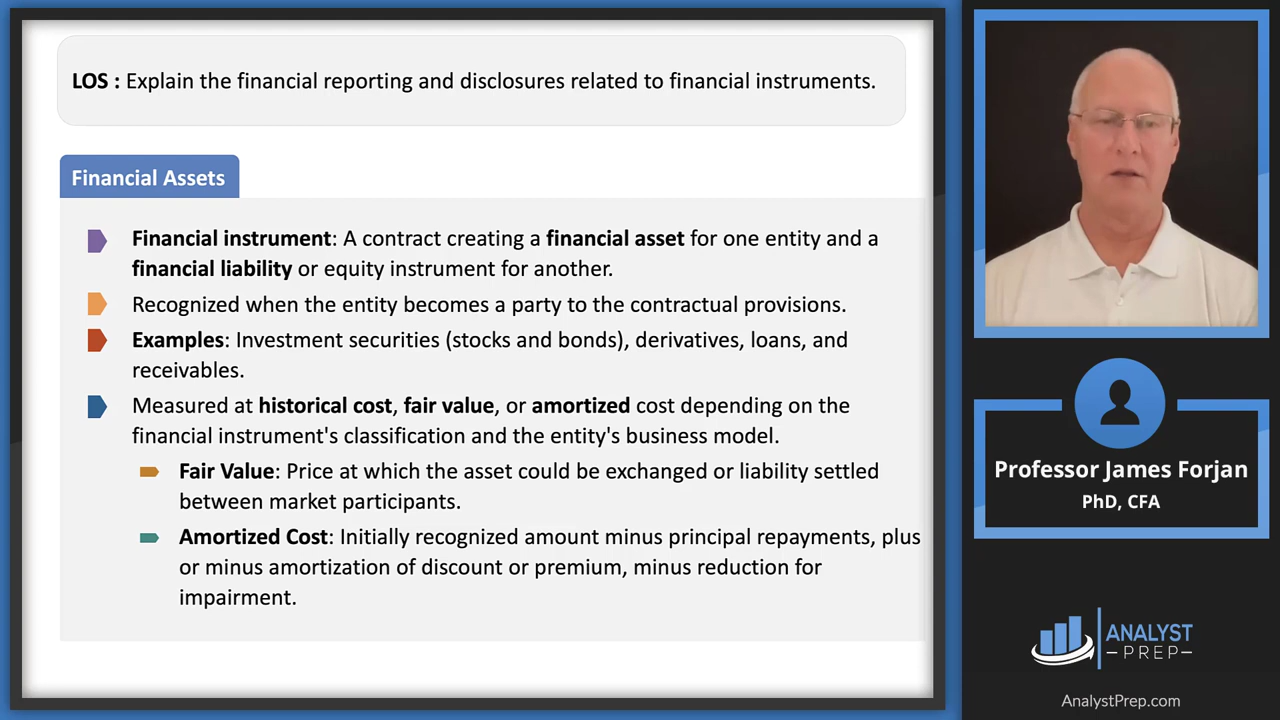 LOS : Explain the financial reporting and disclosures related to financial instruments.
Financial Assets
Financial instrument: A contract creating a financial asset for one entity and a
financial liability or equity instrument for another.
Recognized when the entity becomes a party to the contractual provisions.
Examples: Investment securities (stocks and bonds), derivatives, loans, and
receivables.
Measured at historical cost, fair value, or amortized cost depending on the
financial instrument's classification and the entity's business model.
Fair Value: Price at which the asset could be exchanged or liability settled
between market participants.
Amortized Cost: Initially recognized amount minus principal repayments, plus
or minus amortization of discount or premium, minus reduction for
impairment.
Professor James Forjan
PhD, CFA
ANALYST
PREP
AnalystPrep.com